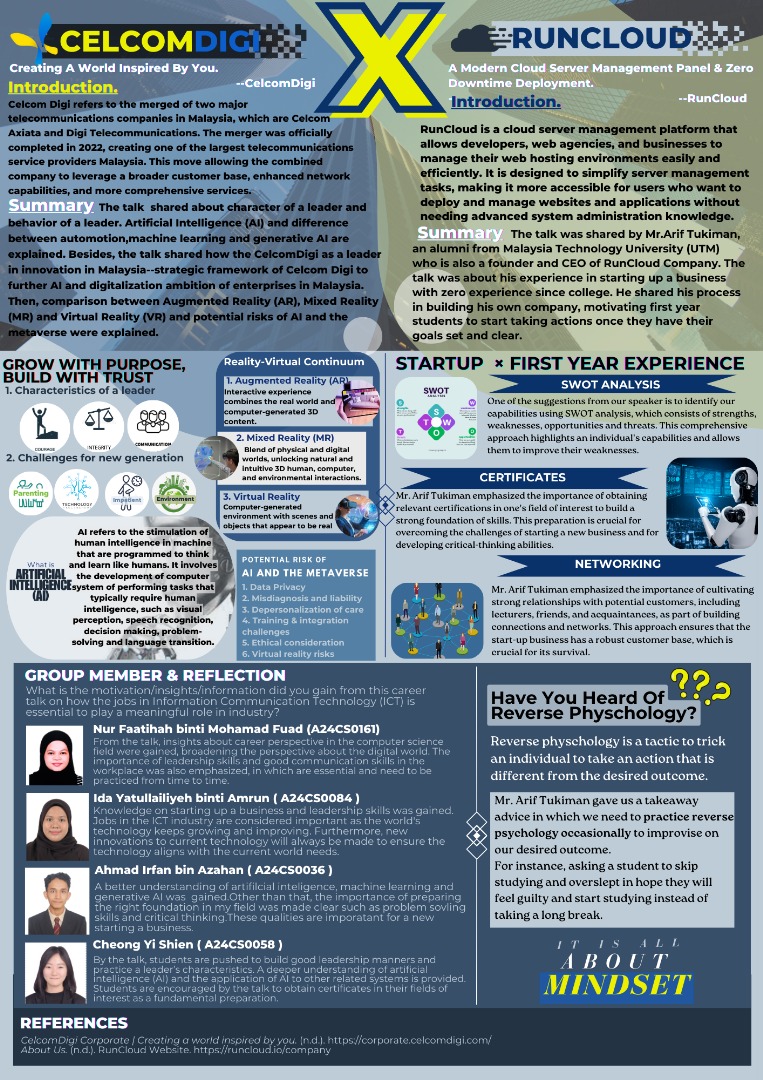 CELCOMDIGI
Creating A World Inspired By You.
--CelcomDigi
Introduction.
Celcom Digi refers to the merged of two major
telecommunications companies in Malaysia, which are Celcom
Axiata and Digi Telecommunications. The merger was officially
completed in 2022, creating one of the largest telecommunications
service providers Malaysia. This move allowing the combined
company to leverage a broader customer base, enhanced network
capabilities, and more comprehensive services.
Summary The talk shared about character of a leader and
behavior of a leader. Artificial Intelligence (AI) and difference
between automotion,machine learning and generative AI are
explained. Besides, the talk shared how the CelcomDigi as a leader
in innovation in Malaysia--strategic framework of Celcom Digi to
further AI and digitalization ambition of enterprises in Malaysia.
Then, comparison between Augmented Reality (AR), Mixed Reality
(MR) and Virtual Reality (VR) and potential risks of AI and the
metaverse were explained.
X
RUNCLOUD
A Modern Cloud Server Management Panel & Zero
Downtime Deployment.
--RunCloud
Introduction.
RunCloud is a cloud server management platform that
allows developers, web agencies, and businesses to
manage their web hosting environments easily and
efficiently. It is designed to simplify server management
tasks, making it more accessible for users who want to
deploy and manage websites and applications without
needing advanced system administration knowledge.
Summary The talk was shared by Mr.Arif Tukiman,
an alumni from Malaysia Technology University (UTM)
who is also a founder and CEO of RunCloud Company. The
talk was about his experience in starting up a business
with zero experience since college. He shared his process
in building his own company, motivating first year
students to start taking actions once they have their
goals set and clear.
GROW WITH PURPOSE,
BUILD WITH TRUST
1. Characteristics of a leader
COURAGE
INTEGRITY
COMMUNICATION
2. Challenges for new generation
Parenting
TECHNOLOGY
Impatient
Environment
What is
ARTIFICIAL
INTELLIGENCE
(AI)
AI refers to the stimulation of
human intelligence in machine
that are programmed to think
and learn like humans. It involves
the development of computer
system of performing tasks that
typically require human
intelligence, such as visual
perception, speech recognition,
decision making, problem-
solving and language transition.
Reality-Virtual Continuum
1. Augmented Reality (AR)
Interactive experience
combines the real world and
computer-generated 3D
content.
2. Mixed Reality (MR)
Blend of physical and digital
worlds, unlocking natural and
intuitive 3D human, computer,
and environmental interactions.
3. Virtual Reality
Computer-generated
environment with scenes and
objects that appear to be real
POTENTIAL RISK OF
AI AND THE METAVERSE
1. Data Privacy
2. Misdiagnosis and liability
3. Depersonalization of care
4. Training & integration
challenges
5. Ethical consideration
6. Virtual reality risks
STARTUP × FIRST YEAR EXPERIENCE
SWOT
ANALYSIS
S
W
T
O
SWOT ANALYSIS
One of the suggestions from our speaker is to identify our
capabilities using SWOT analysis, which consists of strengths,
weaknesses, opportunities and threats. This comprehensive
approach highlights an individual's capabilities and allows
them to improve their weaknesses.
CERTIFICATES
Mr. Arif Tukiman emphasized the importance of obtaining
relevant certifications in one's field of interest to build a
strong foundation of skills. This preparation is crucial for
overcoming the challenges of starting a new business and for
developing critical-thinking abilities.
NETWORKING
Mr. Arif Tukiman emphasized the importance of cultivating
strong relationships with potential customers, including
lecturers, friends, and acquaintances, as part of building
connections and networks. This approach ensures that the
start-up business has a robust customer base, which is
crucial for its survival.
GROUP MEMBER & REFLECTION
What is the motivation/insights/information did you gain from this career
talk on how the jobs in Information Communication Technology (ICT) is
essential to play a meaningful role in industry?
Nur Faatihah binti Mohamad Fuad (A24CS0161)
From the talk, insights about career perspective in the computer science
field were gained, broadening the perspective about the digital world. The
importance of leadership skills and good communication skills in the
workplace was also emphasized, in which are essential and need to be
practiced from time to time.
Ida Yatullailiyeh binti Amrun ( A24CS0084 )
Knowledge on starting up a business and leadership skills was gained.
Jobs in the ICT industry are considered important as the world's
technology keeps growing and improving. Furthermore, new
innovations to current technology will always be made to ensure the
technology aligns with the current world needs.
Ahmad Irfan bin Azahan ( A24CS0036 )
A better understanding of artifilcial inteligence, machine learning and
generative AI was gained.Other than that, the importance of preparing
the right foundation in my field was made clear such as problem sovling
skills and critical thinking.These qualities are imporatant for a new
starting a business.
Cheong Yi Shien ( A24CS0058 )
By the talk, students are pushed to build good leadership manners and
practice a leader's characteristics. A deeper understanding of artificial
intelligence (AI) and the application of AI to other related systems is provided.
Students are encouraged by the talk to obtain certificates in their fields of
interest as a fundamental preparation.
???
Have You Heard Of
Reverse Physchology?
Reverse physchology is a tactic to trick
an individual to take an action that is
different from the desired outcome.
Mr. Arif Tukiman gave us a takeaway
advice in which we need to practice reverse
psychology occasionally to improvise on
our desired outcome.
For instance, asking a student to skip
studying and overslept in hope they will
feel guilty and start studying instead of
taking a long break.
IT IS ALL
ABOUT
MINDSET
REFERENCES
CelcomDigi Corporate | Creating a world inspired by you. (n.d.). https://corporate.celcomdigi.com/
About Us. (n.d.). RunCloud Website. https://runcloud.io/company